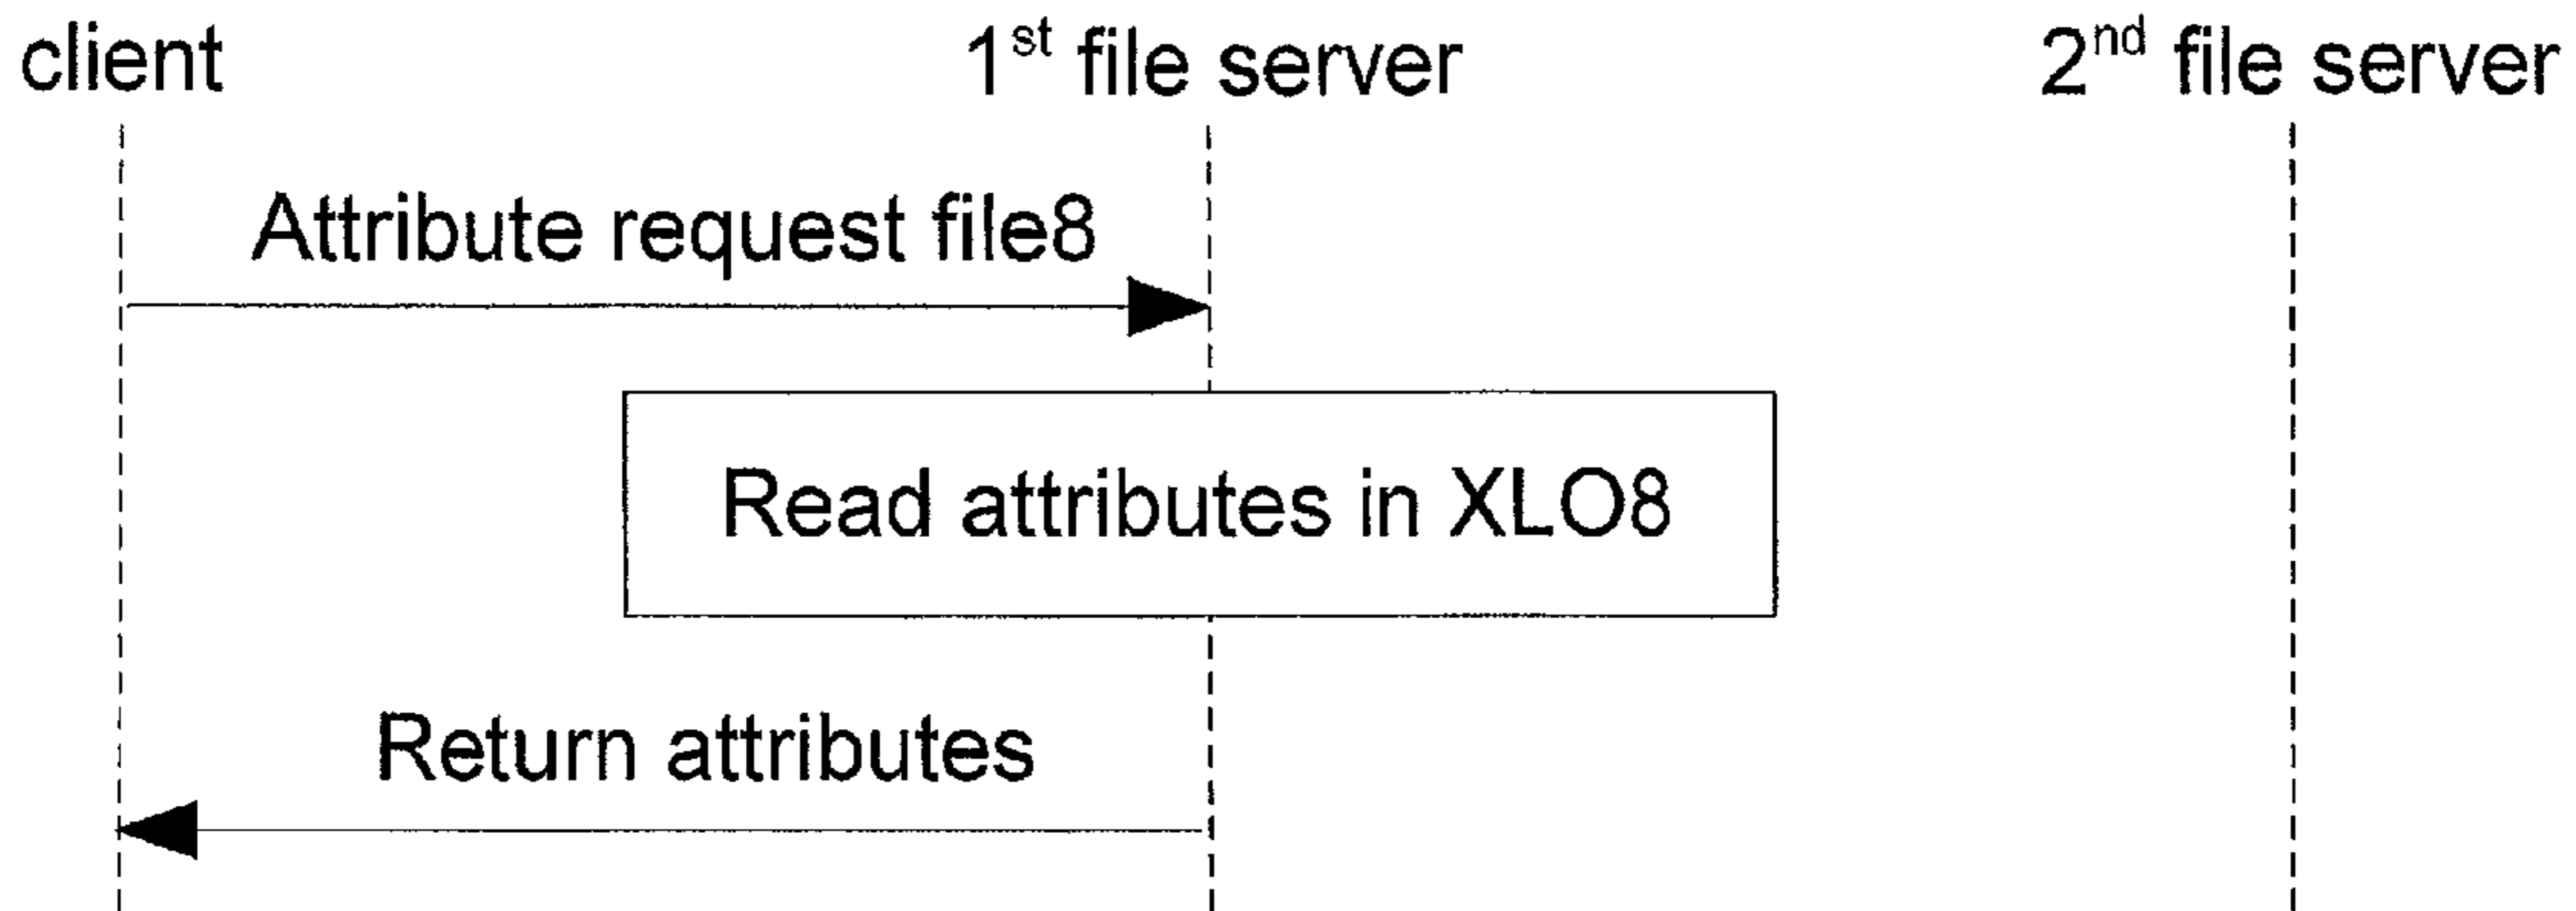 client 1st file server 2nd file server
Attribute request file8
Read attributes in XLO8
Return attributes